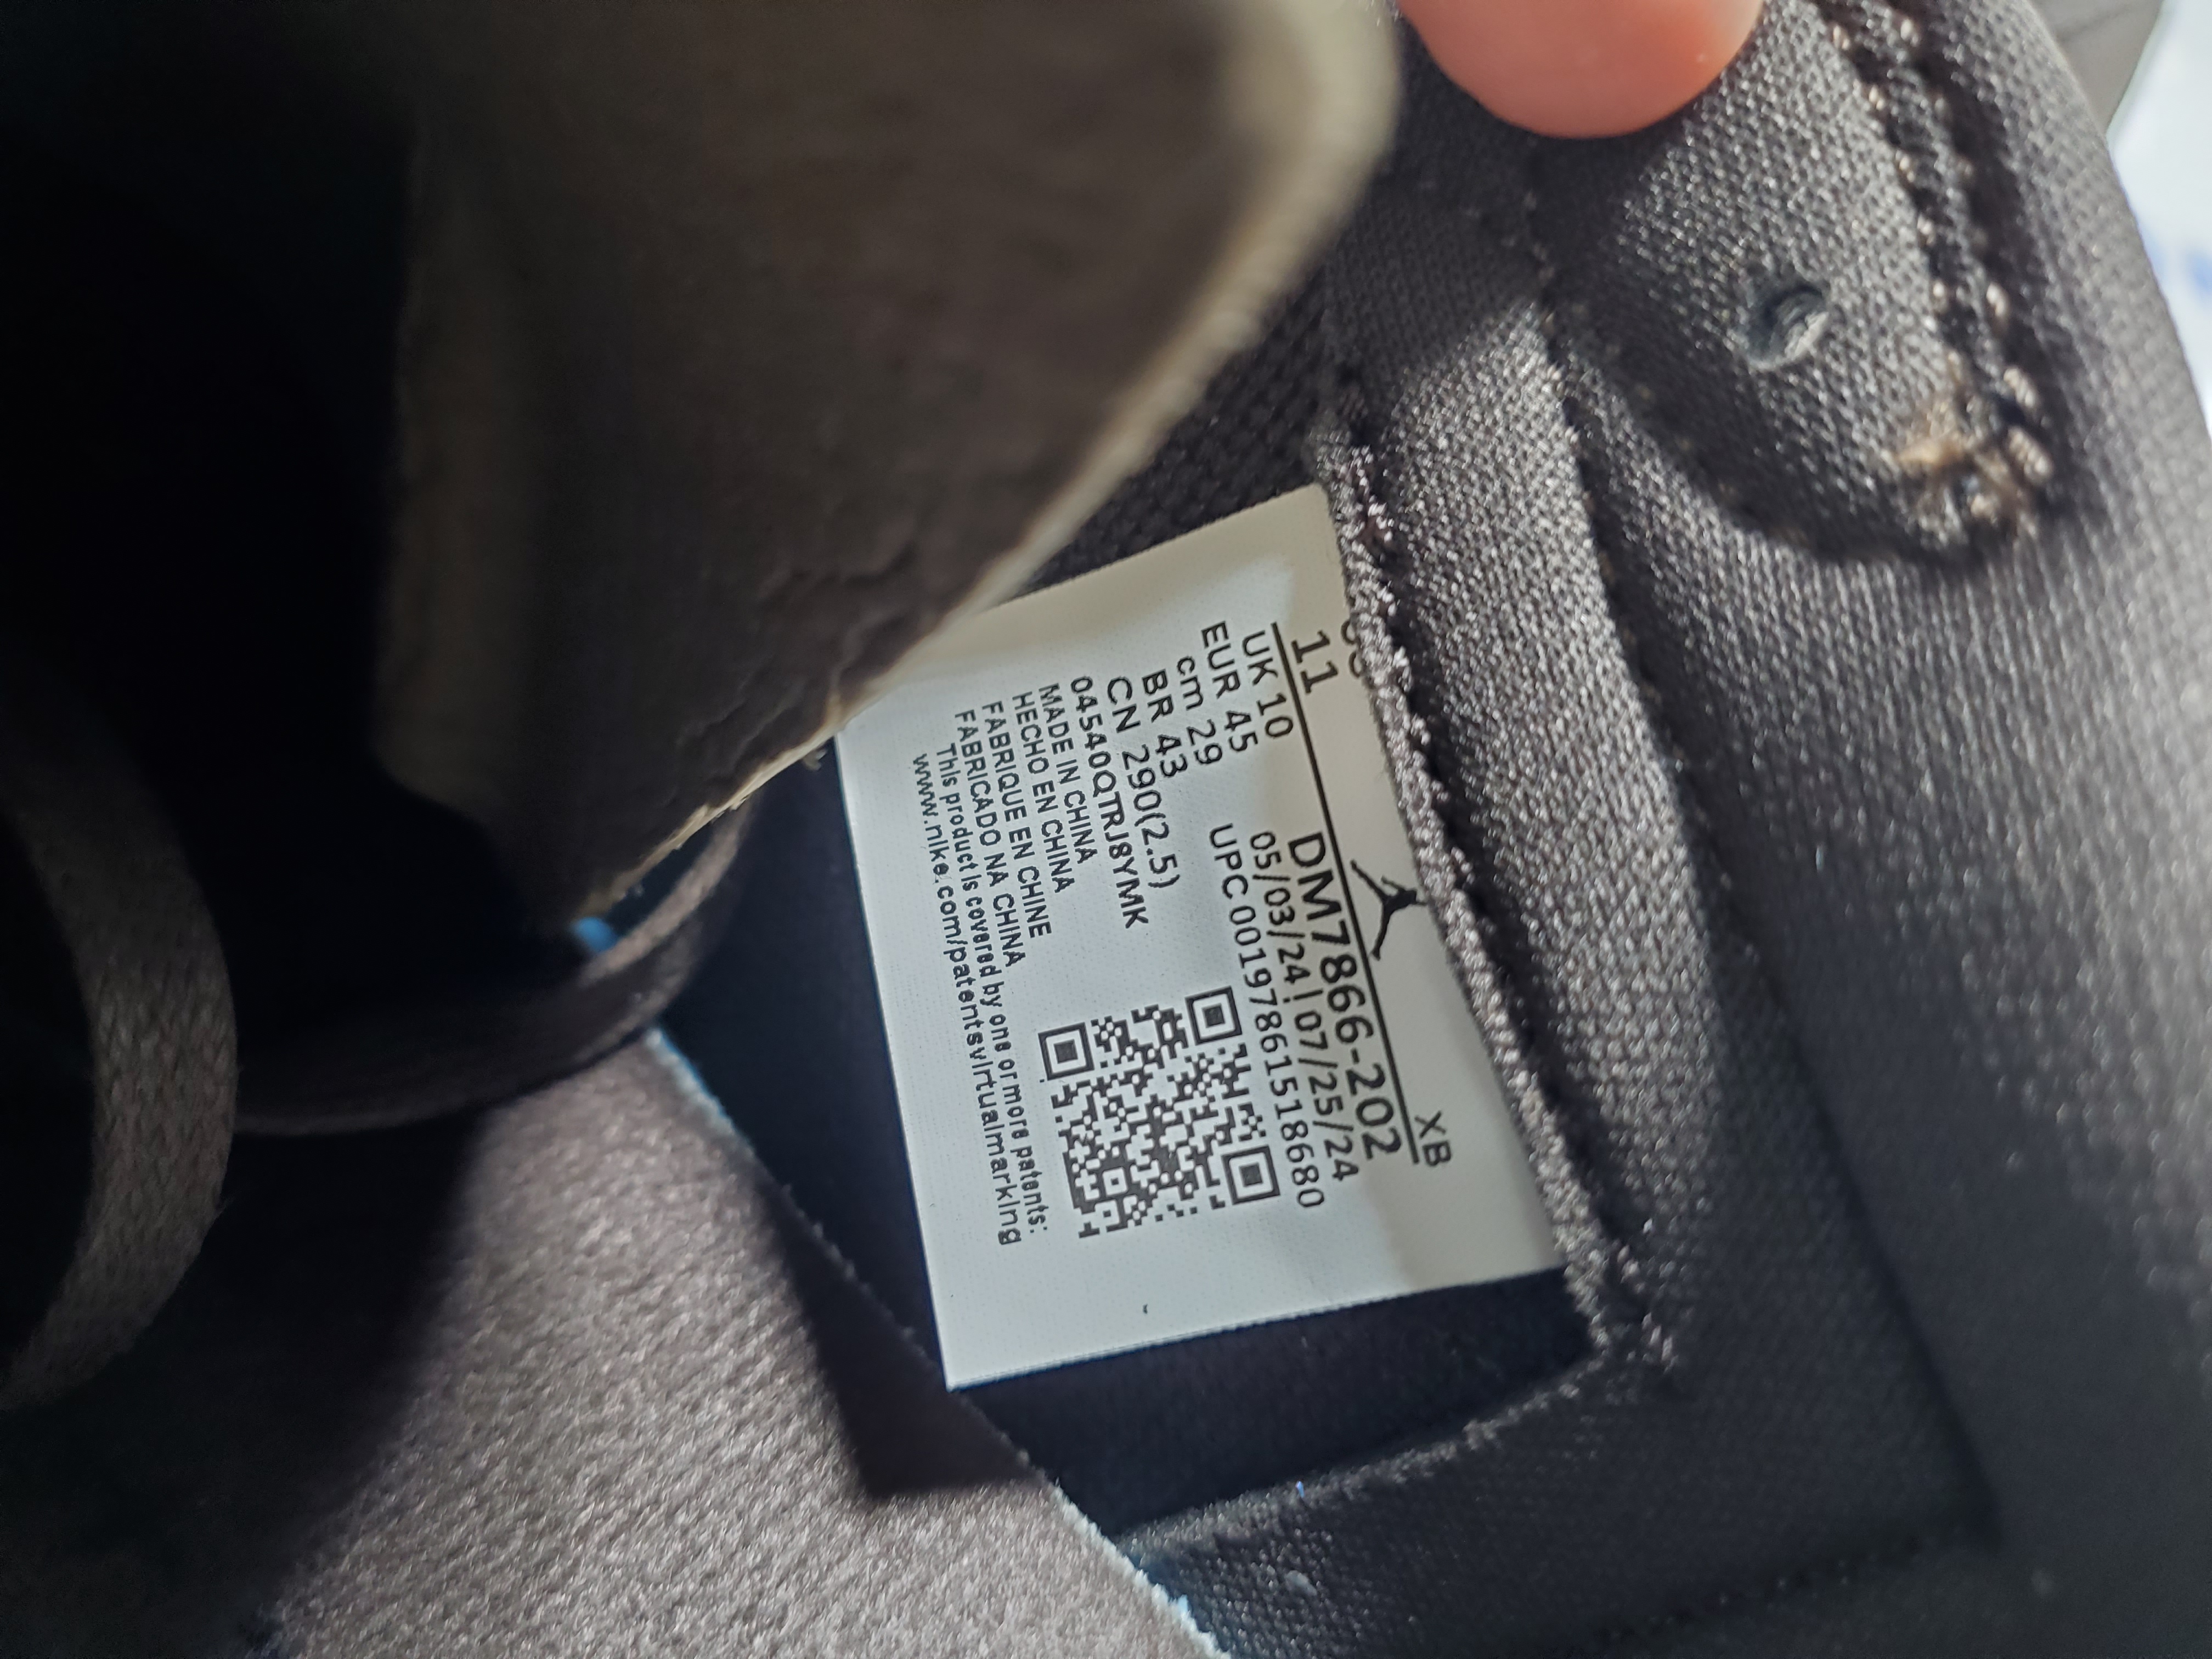 XB
11
DM7866-202
UK 10
05/03/24 | 07/25/24
EUR 45
UPC 00197861518680
cm 29
BR 43
CN 290(2.5)
04540QTRJ8YMK
MADE IN CHINA
HECHO EN CHINA
FABRIQUE EN CHINE
FABRICADO NA CHINA
This product is covered by one or more patents:
www.nike.com/patentsvirtualmarking